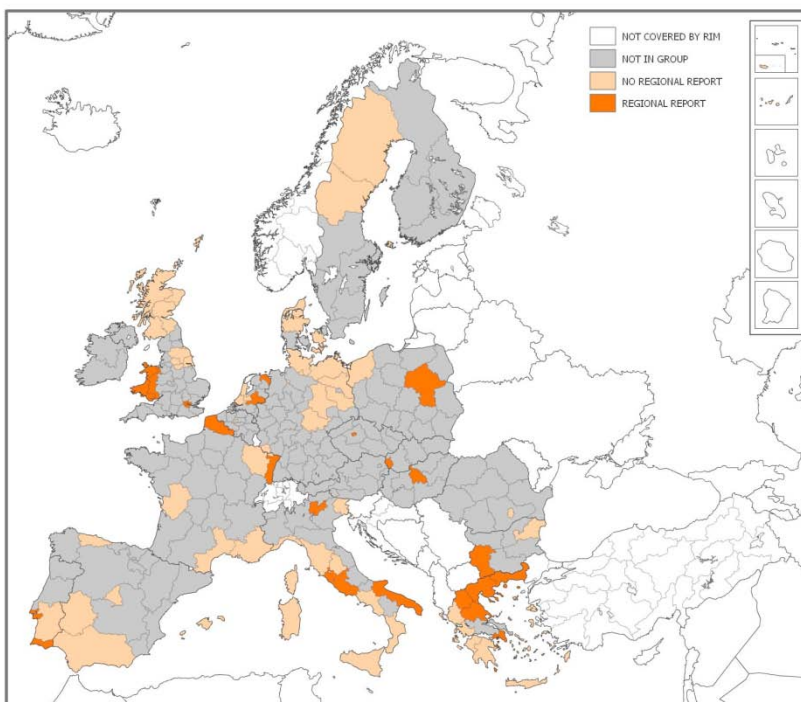 NOT COVERED BY RIM
NOT IN GROUP
NO REGIONAL REPORT
REGIONAL REPORT